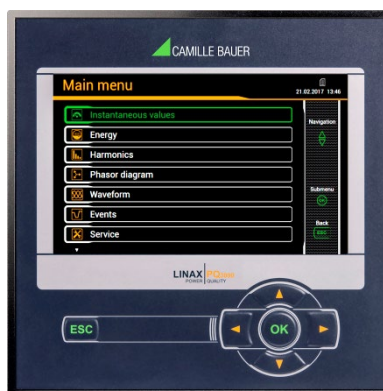 CAMILLE BAUER
Main menu
21.02.2017 13:46
Instantaneous values
Navigation
Energy
Harmonics
Phasor diagram
Submenu
OK
Waveform
Events
Back
ESC
Service
LINAX PQ3000
POWER QUALITY
ESC
OK